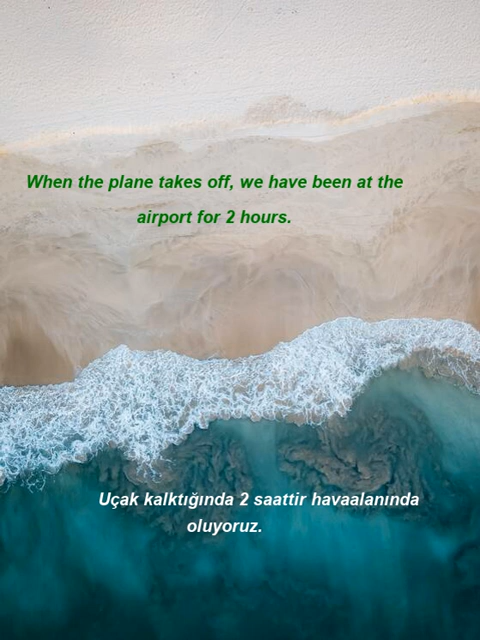 When the plane takes off, we have been at the
airport for 2 hours.
Uçak kalktığında 2 saattir havaalanında
oluyoruz.